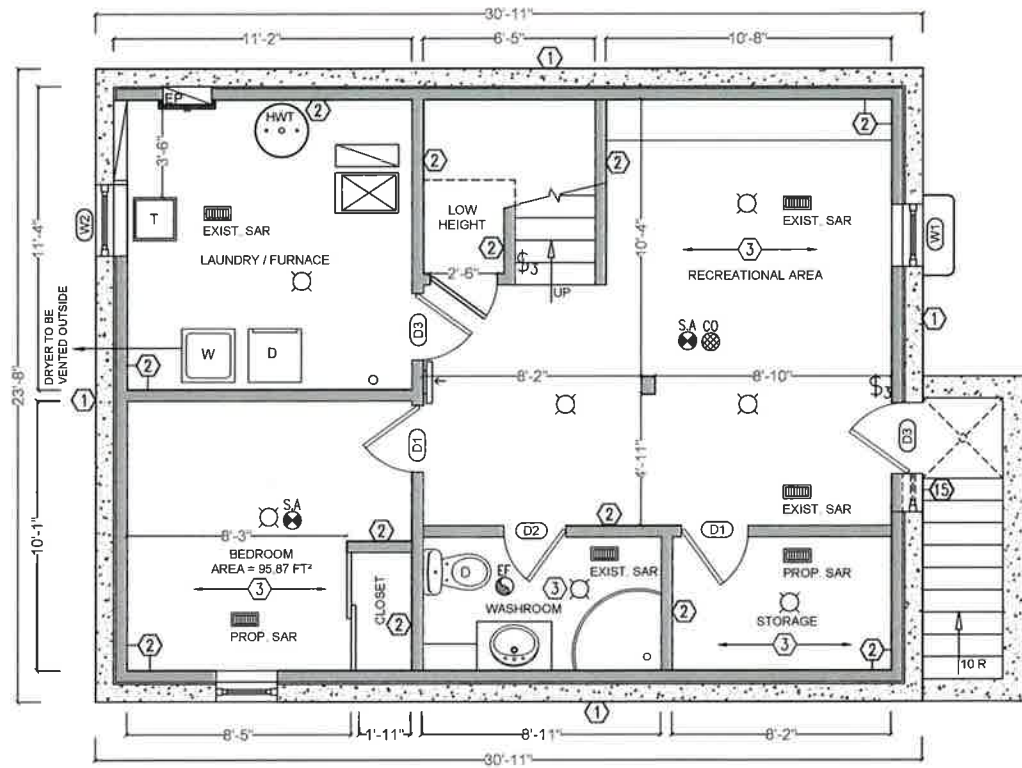 30'-11"
11'-2"
6'-5"
10'-8"
1
EP
HWT
2
2
2
2
3'-6"
T
W2
EXIST. SAR
LOW
HEIGHT
2
EXIST. SAR
W1
11'-4"
10'-4"
3
RECREATIONAL AREA
LAUNDRY / FURNACE
2'-6"
$3
UP
DRYER TO BE
VENTED OUTSIDE
D3
S.A CO
1
W
D
2
23'-8"
8'-2"
8'-10"
$3
1
D1
D3
4'-11"
15
10'-1"
S.A
EXIST. SAR
8'-3"
2
D2
2
D1
BEDROOM
AREA = 95.87 FT²
3
CLOSET
2
D
EF
EXIST. SAR
3
WASHROOM
PROP. SAR
2
STORAGE
3
2
PROP. SAR
2
10 R
1
8'-5"
1'-11"
8'-11"
8'-2"
30'-11"